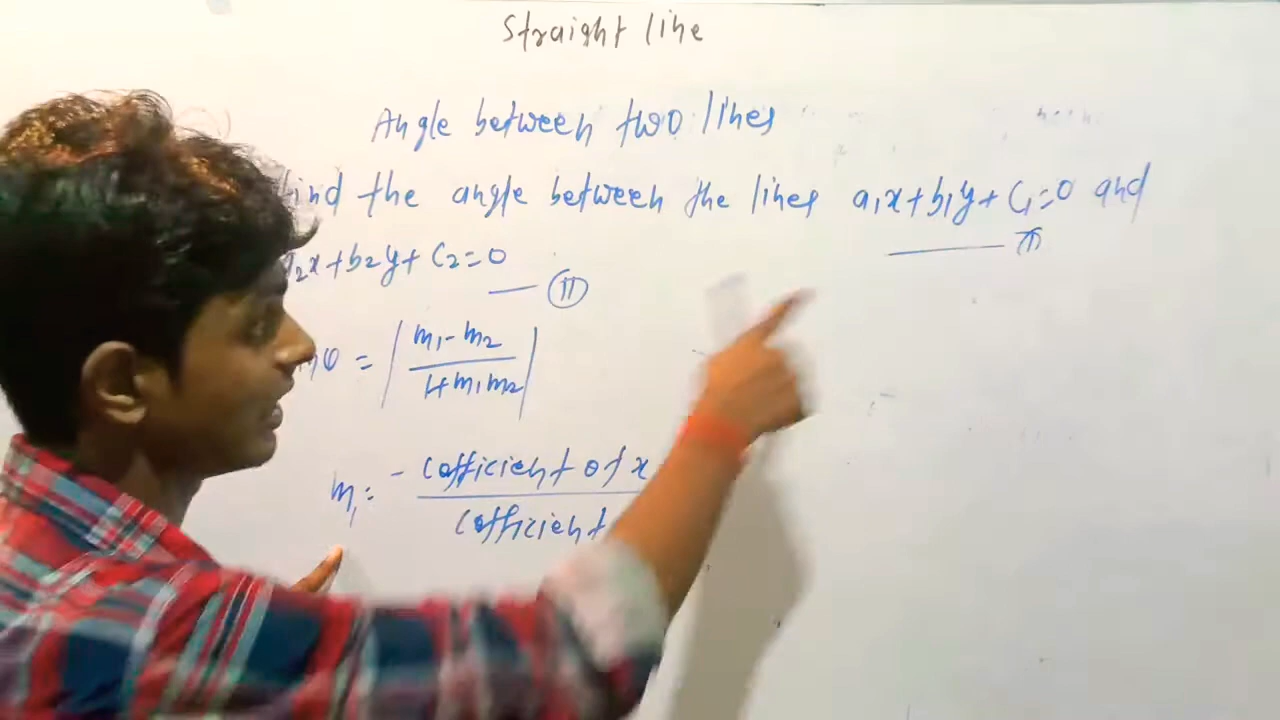 Straight line
Angle between two lines
find the angle between the lines a₁x+b₁y+C₁=0 and
— I
a₂x+b₂y+C₂=0
— II
θ = |m₁-m₂ / 1+m₁m₂|
m₁= - Cofficient of x / Cofficient